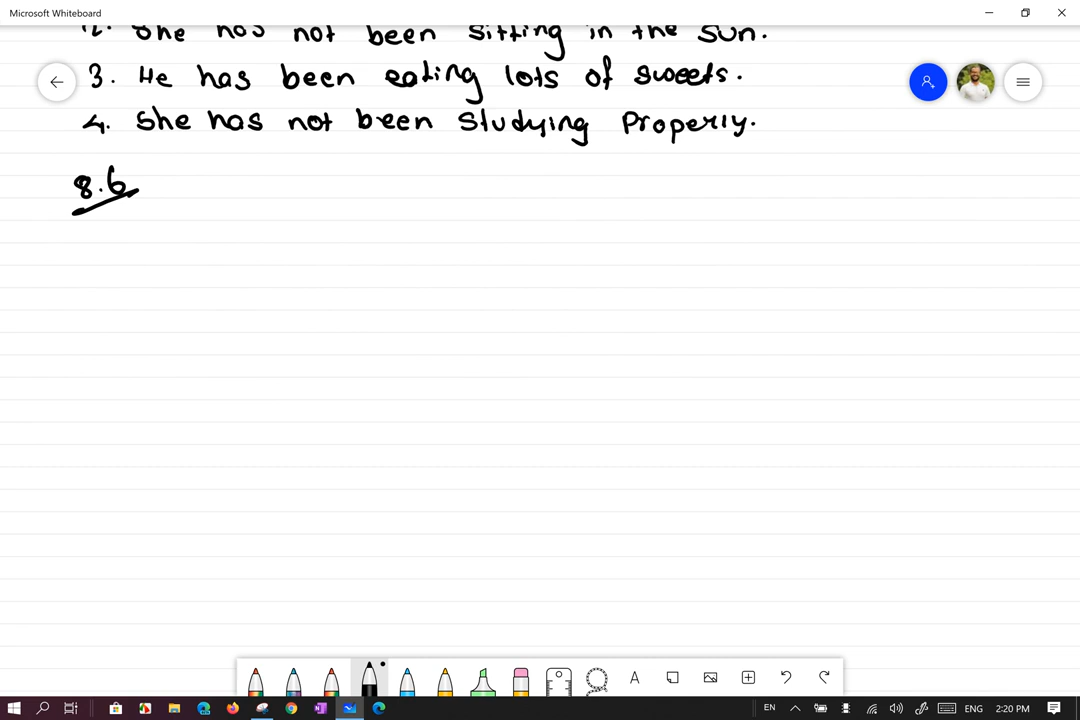 Microsoft Whiteboard
12. She has not been sitting in the sun.
3. He has been eating lots of sweets.
4. She has not been studying Properly.
8.6
A
EN
ENG
2:20 PM